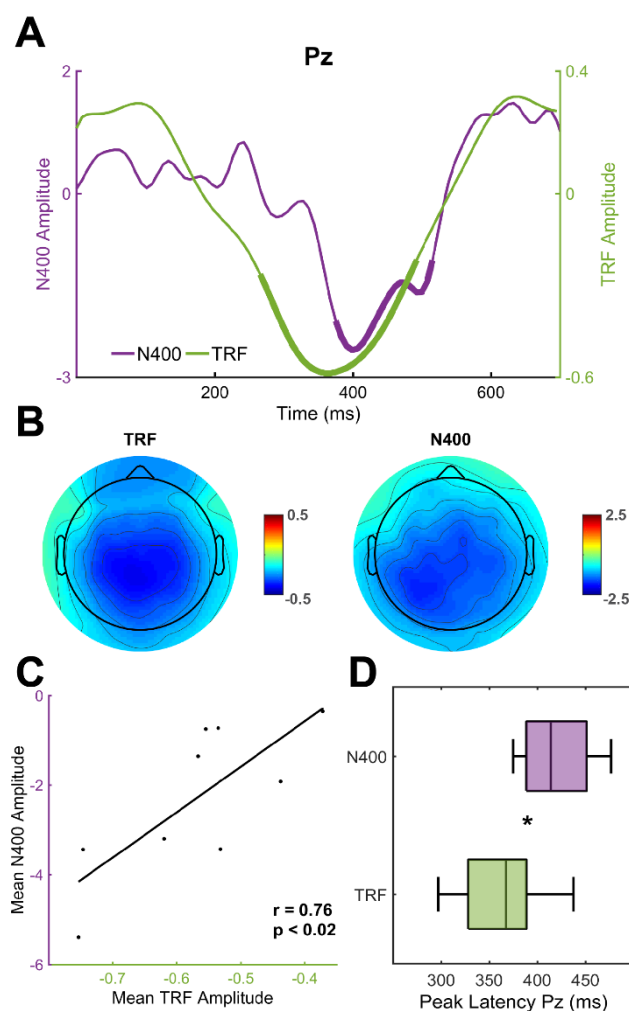 A
Pz
2
0.4
N400 Amplitude
0
0
TRF Amplitude
N400 TRF
-3
-0.6
200 400 600
Time (ms)
B
TRF N400
0.5 2.5
-0.5 -2.5
C D
0
-2
-4
-6
Mean N400 Amplitude
r = 0.76
p < 0.02
-0.7 -0.6 -0.5 -0.4
Mean TRF Amplitude
N400
*
TRF
300 350 400 450
Peak Latency Pz (ms)